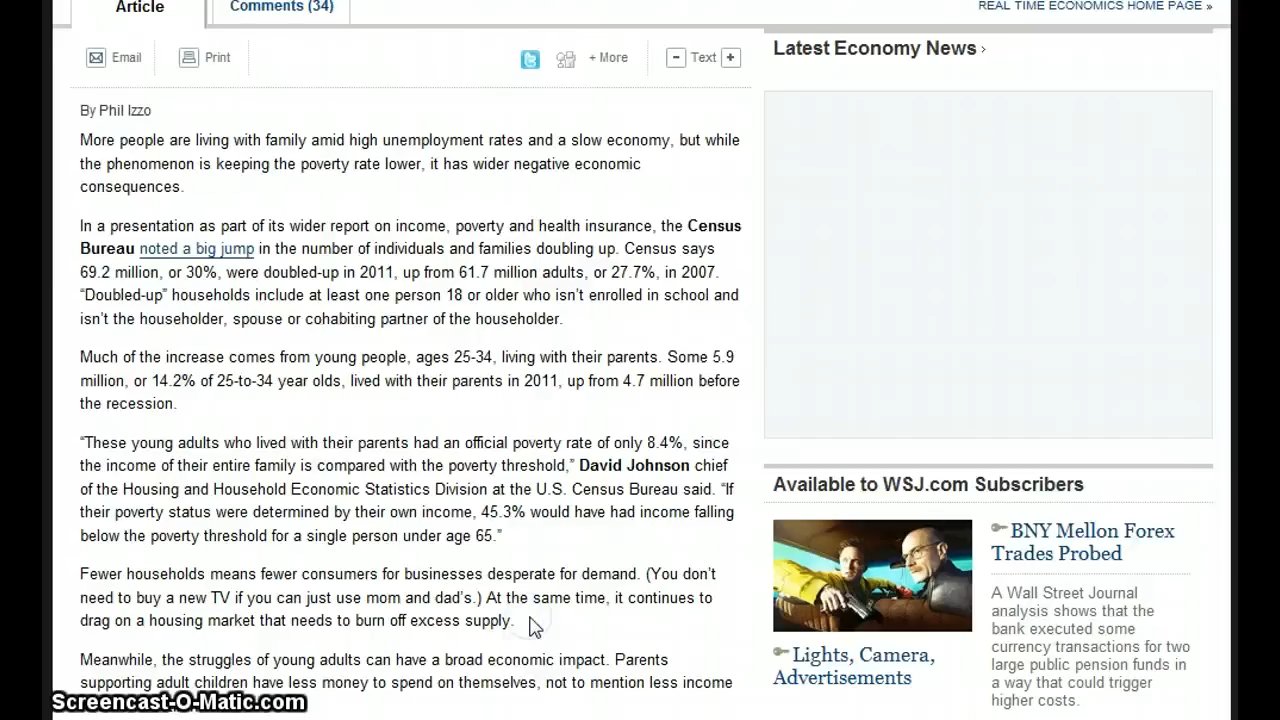 Article
Comments (34)
REAL TIME ECONOMICS HOME PAGE »
Email
Print
+ More
- Text +
By Phil Izzo
More people are living with family amid high unemployment rates and a slow economy, but while
the phenomenon is keeping the poverty rate lower, it has wider negative economic
consequences.
In a presentation as part of its wider report on income, poverty and health insurance, the Census
Bureau noted a big jump in the number of individuals and families doubling up. Census says
69.2 million, or 30%, were doubled-up in 2011, up from 61.7 million adults, or 27.7%, in 2007.
“Doubled-up” households include at least one person 18 or older who isn’t enrolled in school and
isn’t the householder, spouse or cohabiting partner of the householder.
Much of the increase comes from young people, ages 25-34, living with their parents. Some 5.9
million, or 14.2% of 25-to-34 year olds, lived with their parents in 2011, up from 4.7 million before
the recession.
“These young adults who lived with their parents had an official poverty rate of only 8.4%, since
the income of their entire family is compared with the poverty threshold,” David Johnson chief
of the Housing and Household Economic Statistics Division at the U.S. Census Bureau said. “If
their poverty status were determined by their own income, 45.3% would have had income falling
below the poverty threshold for a single person under age 65.”
Fewer households means fewer consumers for businesses desperate for demand. (You don’t
need to buy a new TV if you can just use mom and dad’s.) At the same time, it continues to
drag on a housing market that needs to burn off excess supply.
Meanwhile, the struggles of young adults can have a broad economic impact. Parents
supporting adult children have less money to spend on themselves, not to mention less income
Latest Economy News ›
Available to WSJ.com Subscribers
Lights, Camera,
Advertisements
BNY Mellon Forex
Trades Probed
A Wall Street Journal
analysis shows that the
bank executed some
currency transactions for two
large public pension funds in
a way that could trigger
higher costs.
Screencast-O-Matic.com